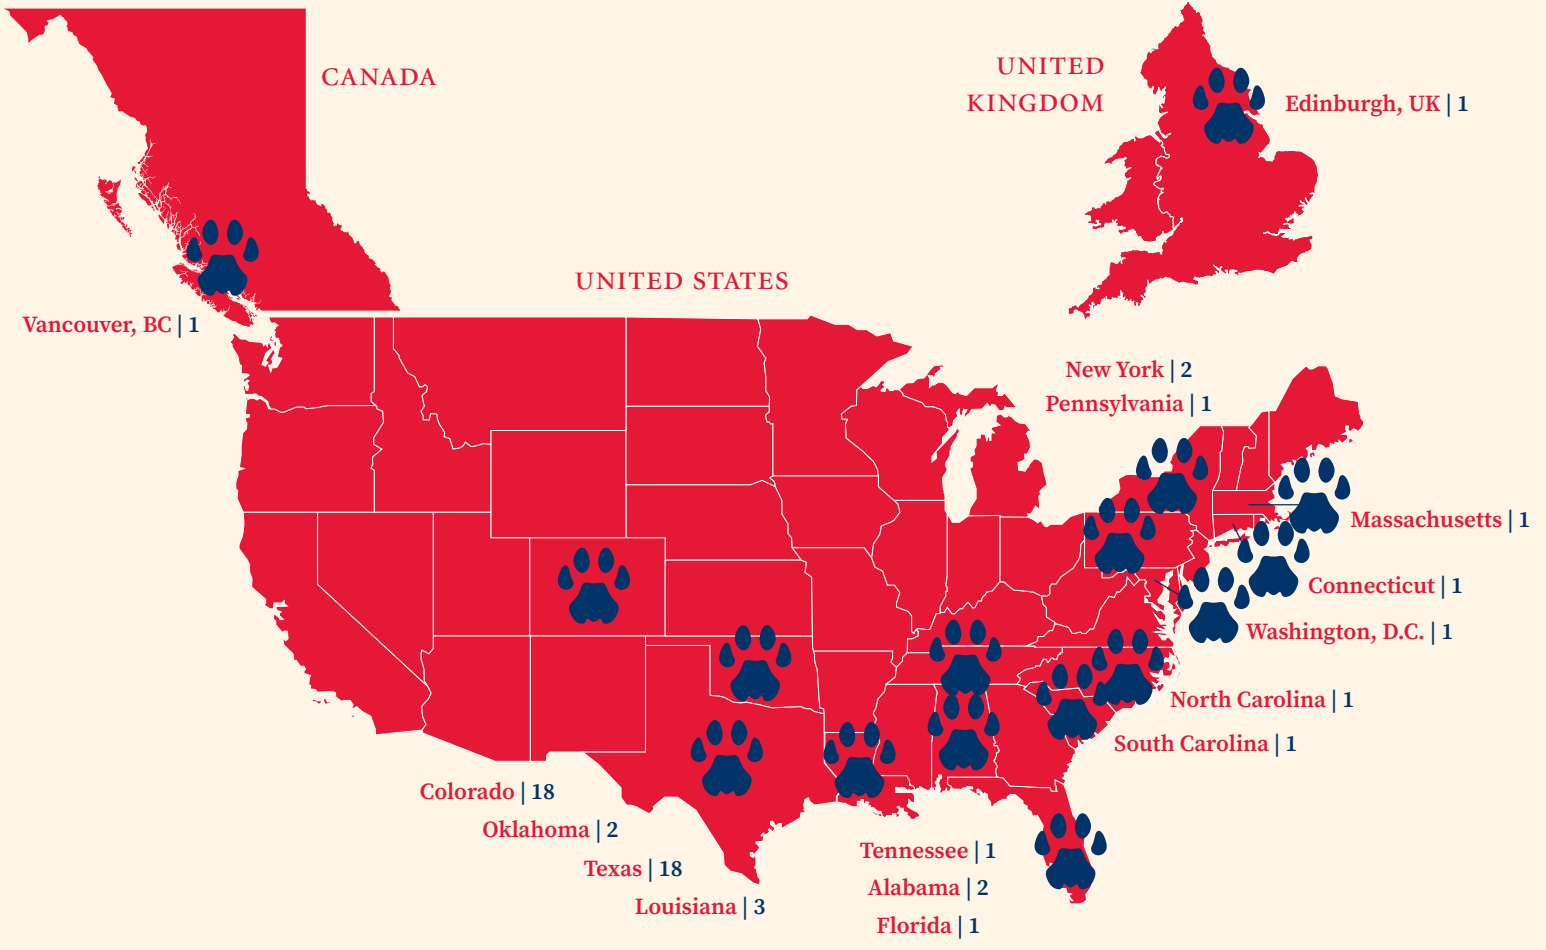 CANADA
UNITED
KINGDOM
Edinburgh, UK | 1
UNITED STATES
Vancouver, BC | 1
New York | 2
Pennsylvania | 1
Massachusetts | 1
Connecticut | 1
Washington, D.C. | 1
North Carolina | 1
South Carolina | 1
Colorado | 18
Oklahoma | 2
Texas | 18
Louisiana | 3
Tennessee | 1
Alabama | 2
Florida | 1